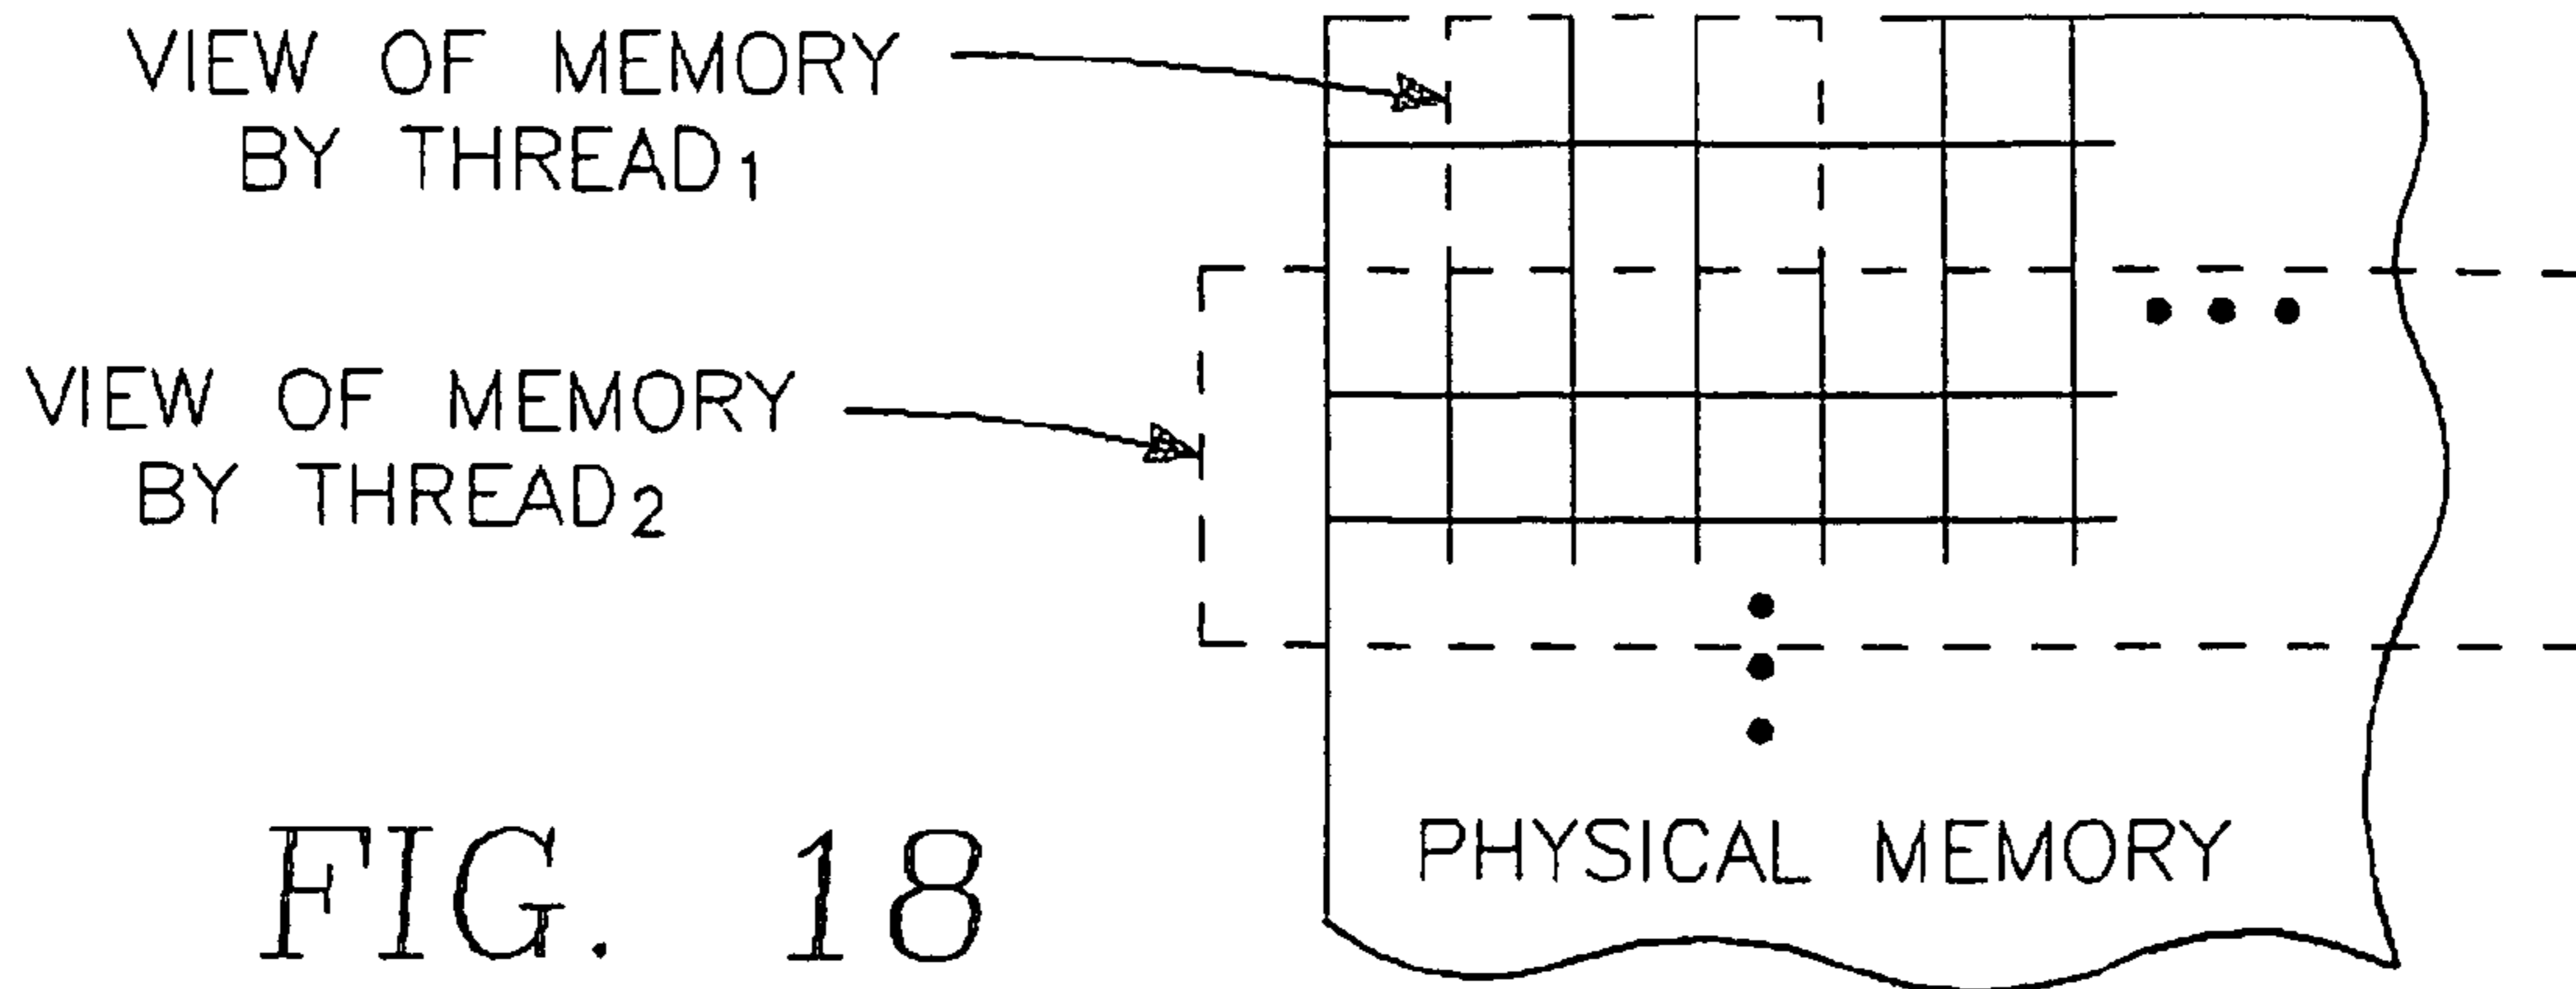 VIEW OF MEMORY
BY THREAD1
VIEW OF MEMORY
BY THREAD2
PHYSICAL MEMORY
FIG. 18